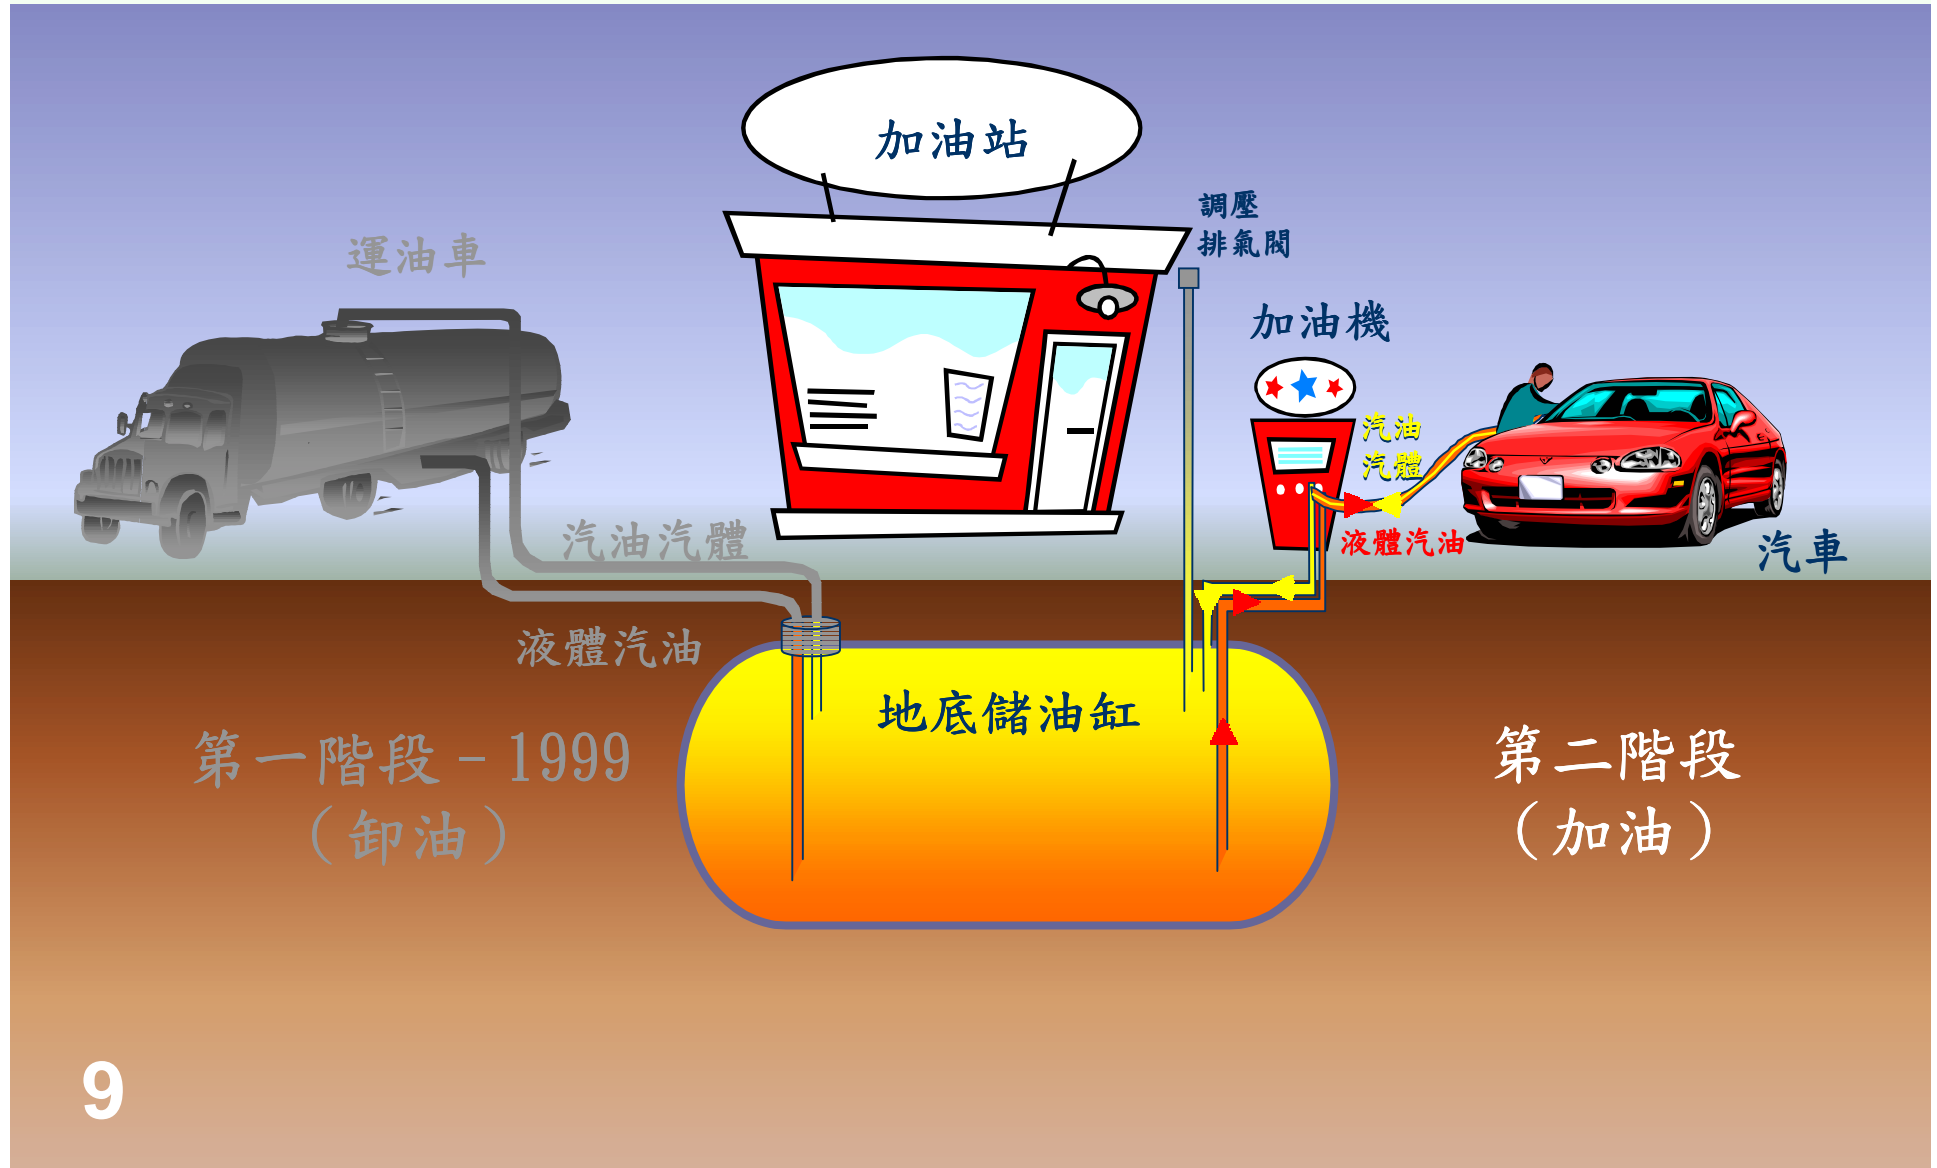 加油站
調壓
排氣閥
運油車
加油機
汽油
汽體
液體汽油
汽車
汽油汽體
液體汽油
地底儲油缸
第一階段-1999
(卸油)
第二階段
(加油)
9